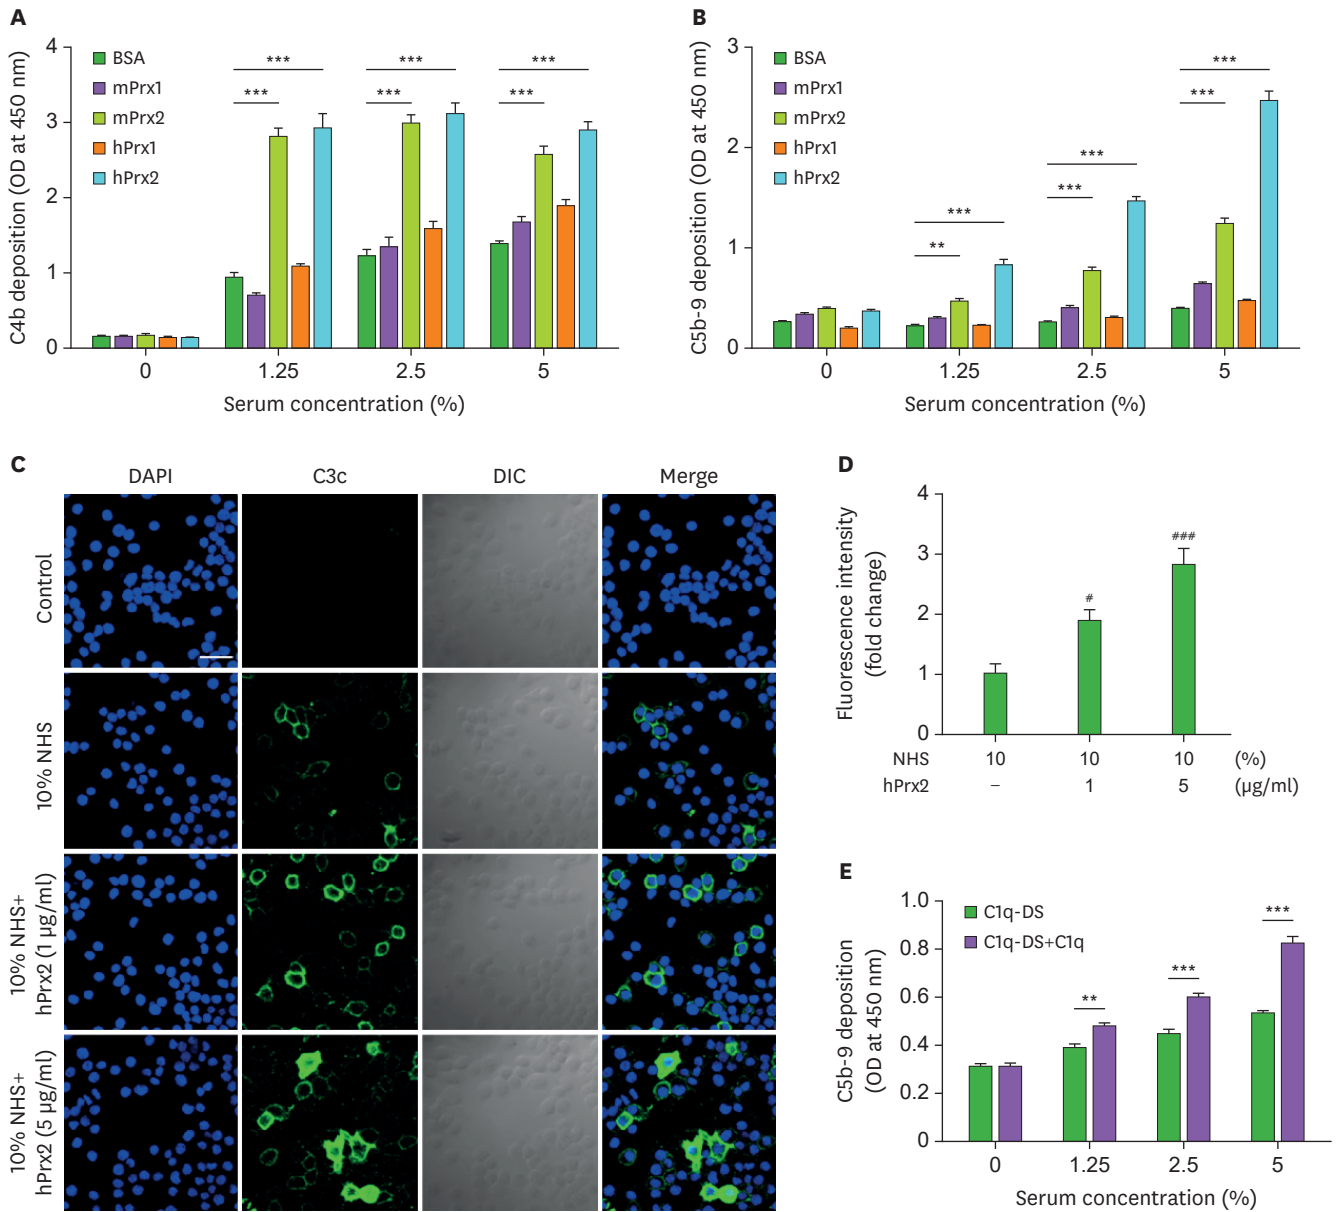 A
C4b deposition (OD at 450 nm)
4
3
2
1
0
BSA
mPrx1
mPrx2
hPrx1
hPrx2
*** *** ***
*** *** ***
0 1.25 2.5 5
Serum concentration (%)
B
C5b-9 deposition (OD at 450 nm)
3
2
1
0
BSA
mPrx1
mPrx2
hPrx1
hPrx2
***
***
***
***
***
**
0 1.25 2.5 5
Serum concentration (%)
C
DAPI C3c DIC Merge
Control
10% NHS
10% NHS+
hPrx2 (1 µg/ml)
10% NHS+
hPrx2 (5 µg/ml)
D
Fluorescence intensity
(fold change)
4
3
2
1
0
#
###
NHS 10 10 10 (%)
hPrx2 – 1 5 (µg/ml)
E
C5b-9 deposition
(OD at 450 nm)
1.0
0.8
0.6
0.4
0.2
0
C1q-DS
C1q-DS+C1q
**
***
***
0 1.25 2.5 5
Serum concentration (%)